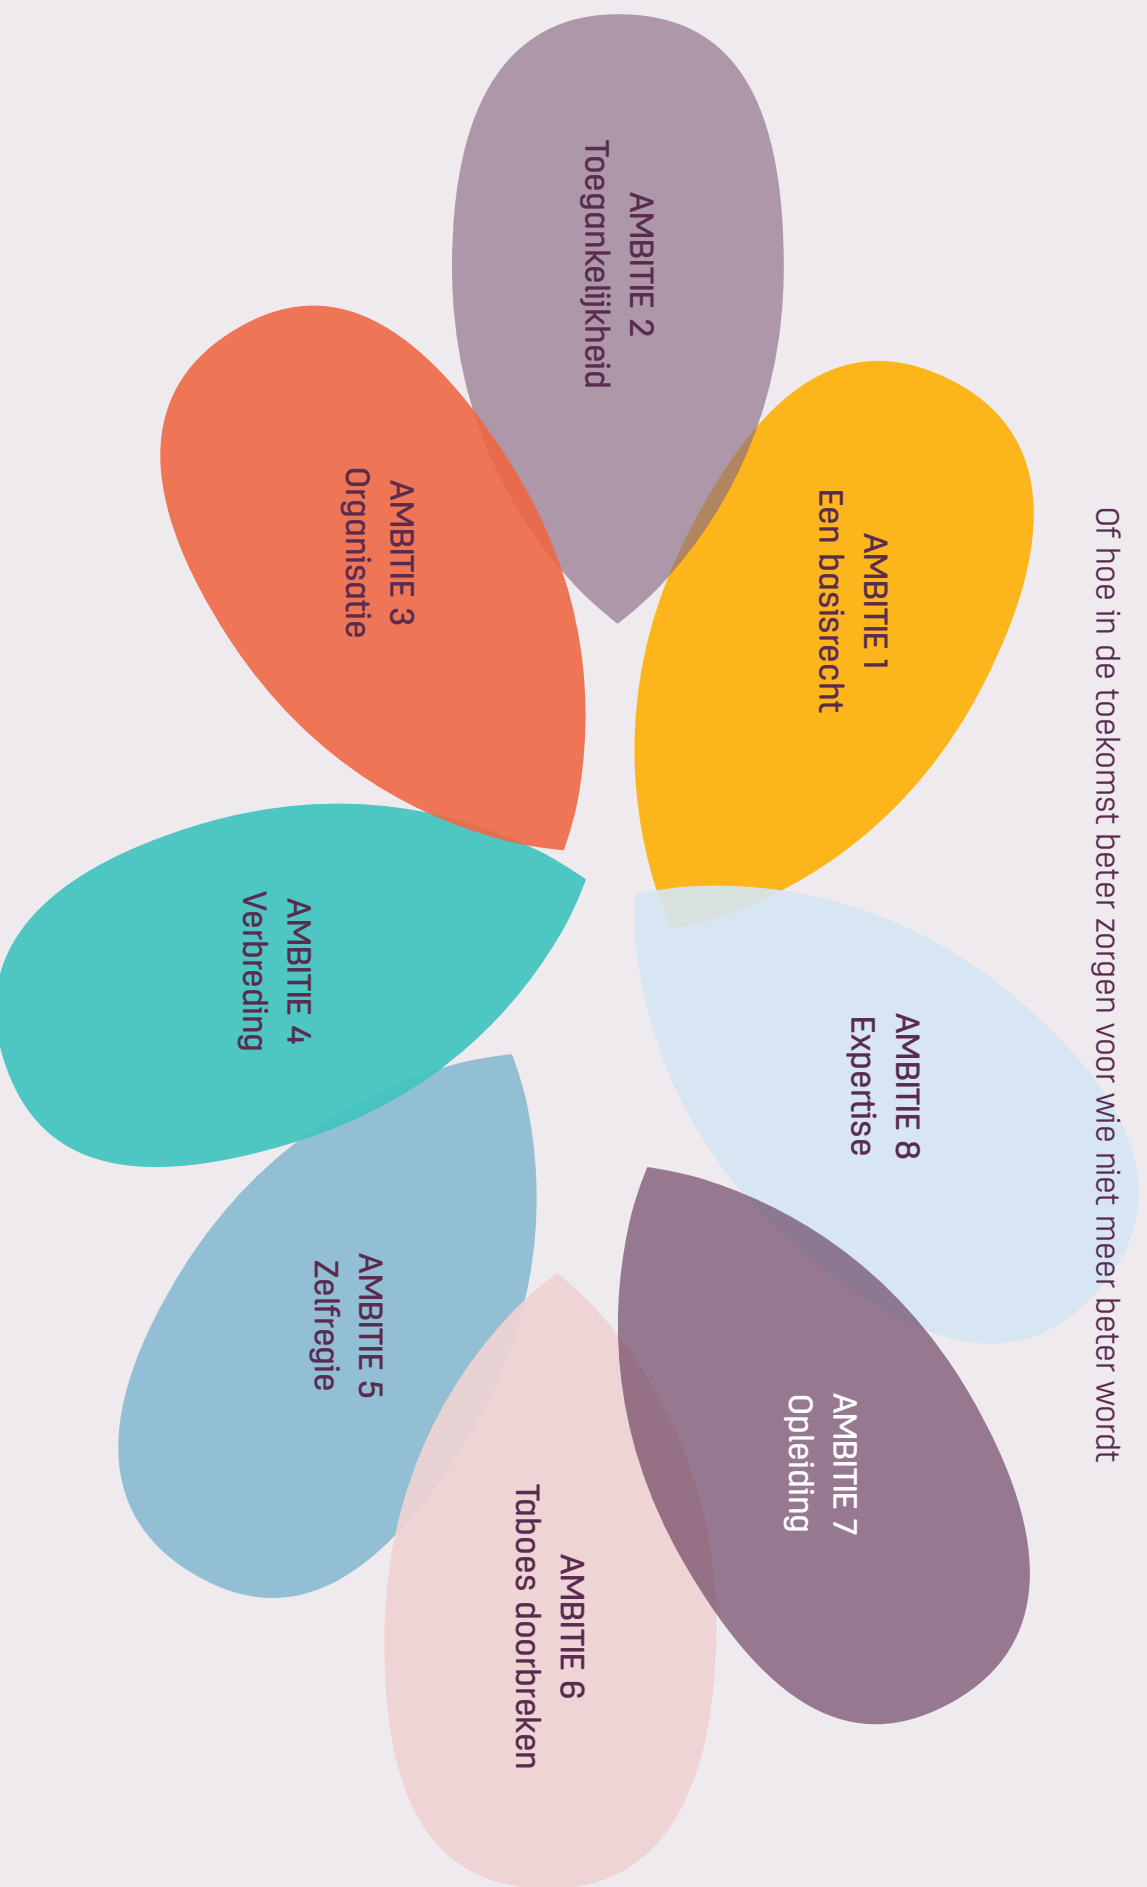 Of hoe in de toekomst beter zorgen voor wie niet meer beter wordt
AMBITIE 1
Een basisrecht
AMBITIE 2
Toegankelijkheid
AMBITIE 3
Organisatie
AMBITIE 4
Verbreding
AMBITIE 5
Zelfregie
AMBITIE 6
Taboes doorbreken
AMBITIE 7
Opleiding
AMBITIE 8
Expertise